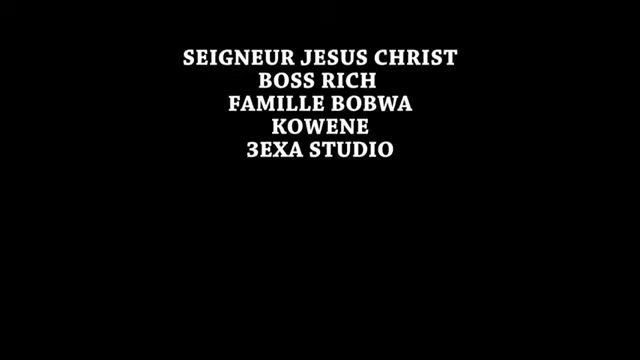 SEIGNEUR JESUS CHRIST
BOSS RICH
FAMILLE BOBWA
KOWENE
3EXA STUDIO